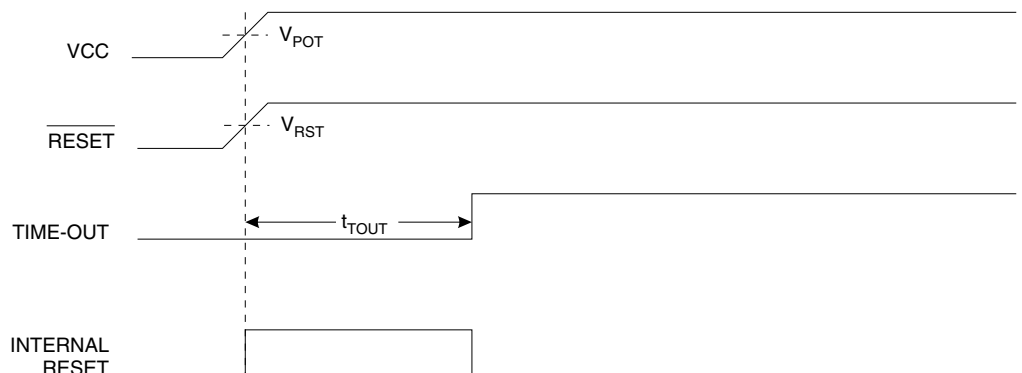 VCC
V_POT
RESET
V_RST
TIME-OUT
t_TOUT
INTERNAL
RESET